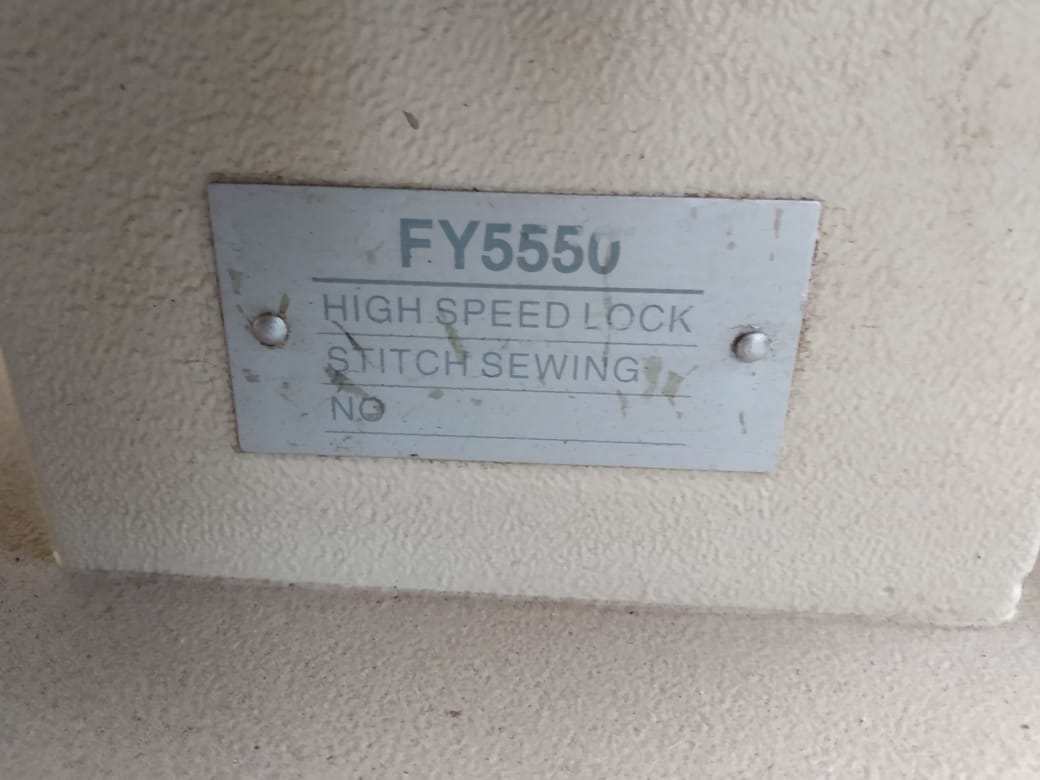 FY5550
HIGH SPEED LOCK
STITCH SEWING
NO